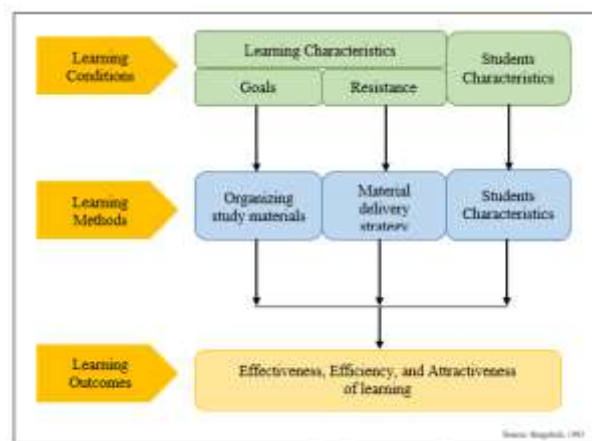 Learning
Conditions
Learning Characteristics
Goals
Resistance
Students
Characteristics
Learning
Methods
Organizing
study materials
Material
delivery
strategy
Students
Characteristics
Learning
Outcomes
Effectiveness, Efficiency, and Attractiveness
of learning